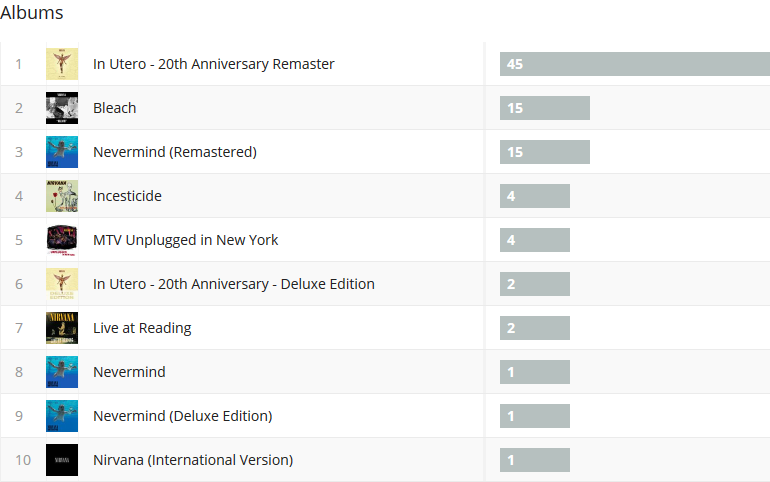 Albums
1 In Utero - 20th Anniversary Remaster 45
2 Bleach 15
3 Nevermind (Remastered) 15
4 Incesticide 4
5 MTV Unplugged in New York 4
6 In Utero - 20th Anniversary - Deluxe Edition 2
7 Live at Reading 2
8 Nevermind 1
9 Nevermind (Deluxe Edition) 1
10 Nirvana (International Version) 1